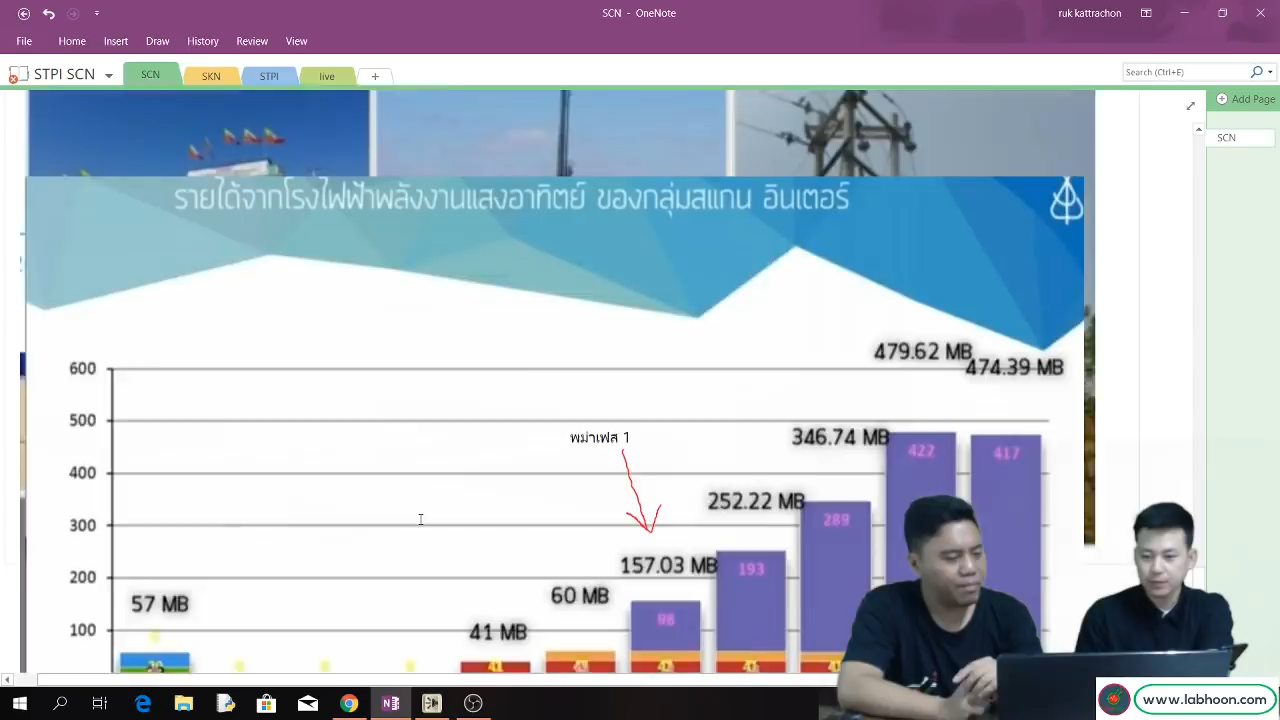 SCN - OneNote
ruk kattrachon
File Home Insert Draw History Review View
STPI SCN
SCN
SKN
STPI
live
Search (Ctrl+E)
Add Page
SCN
รายได้จากโรงไฟฟ้าพลังงานแสงอาทิตย์ ของกลุ่มสแกน อินเตอร์
479.62 MB
474.39 MB
600
500
พม่าเฟส 1
346.74 MB
422
417
400
252.22 MB
300
289
157.03 MB
193
200
60 MB
57 MB
98
100
41 MB
41
www.labhoon.com